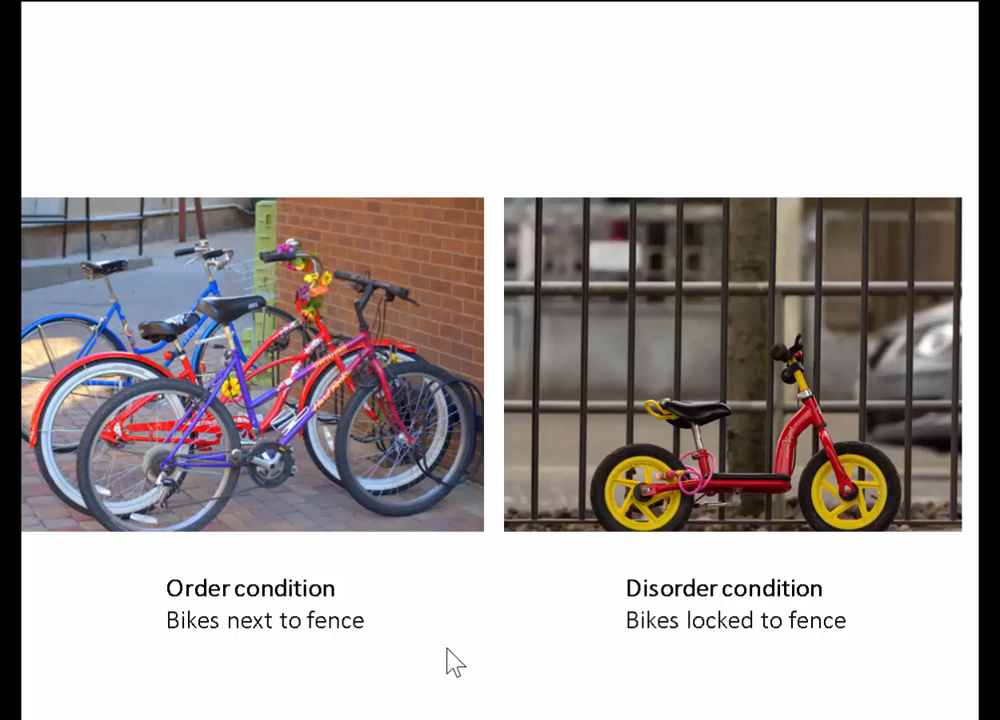 Order condition
Bikes next to fence
Disorder condition
Bikes locked to fence